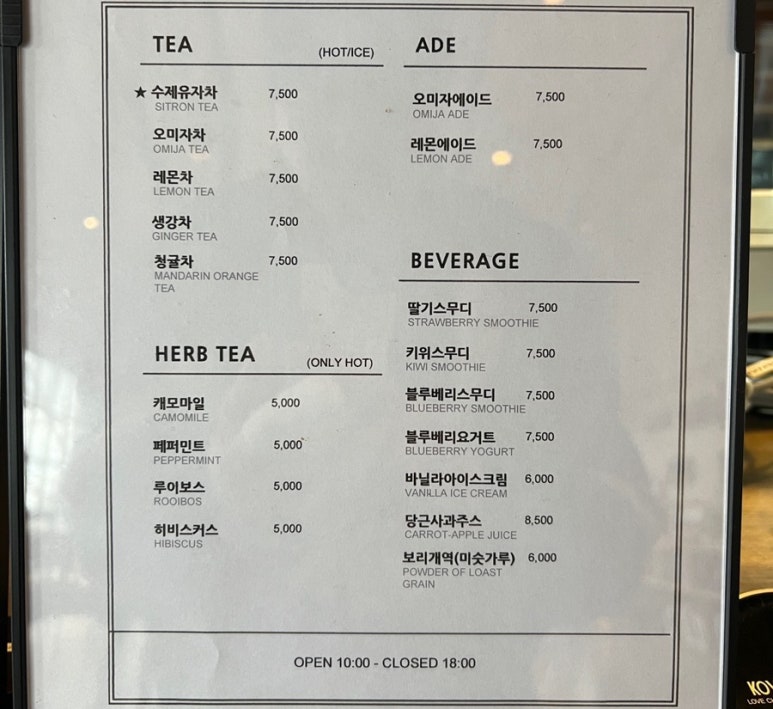 TEA (HOT/ICE)
★ 수제유자차 7,500
SITRON TEA
오미자차 7,500
OMIJA TEA
레몬차 7,500
LEMON TEA
생강차 7,500
GINGER TEA
청귤차 7,500
MANDARIN ORANGE
TEA
HERB TEA (ONLY HOT)
캐모마일 5,000
CAMOMILE
페퍼민트 5,000
PEPPERMINT
루이보스 5,000
ROOIBOS
히비스커스 5,000
HIBISCUS
ADE
오미자에이드 7,500
OMIJA ADE
레몬에이드 7,500
LEMON ADE
BEVERAGE
딸기스무디 7,500
STRAWBERRY SMOOTHIE
키위스무디 7,500
KIWI SMOOTHIE
블루베리스무디 7,500
BLUEBERRY SMOOTHIE
블루베리요거트 7,500
BLUEBERRY YOGURT
바닐라아이스크림 6,000
VANILLA ICE CREAM
당근사과주스 8,500
CARROT-APPLE JUICE
보리개역(미숫가루) 6,000
POWDER OF LOAST
GRAIN
OPEN 10:00 - CLOSED 18:00